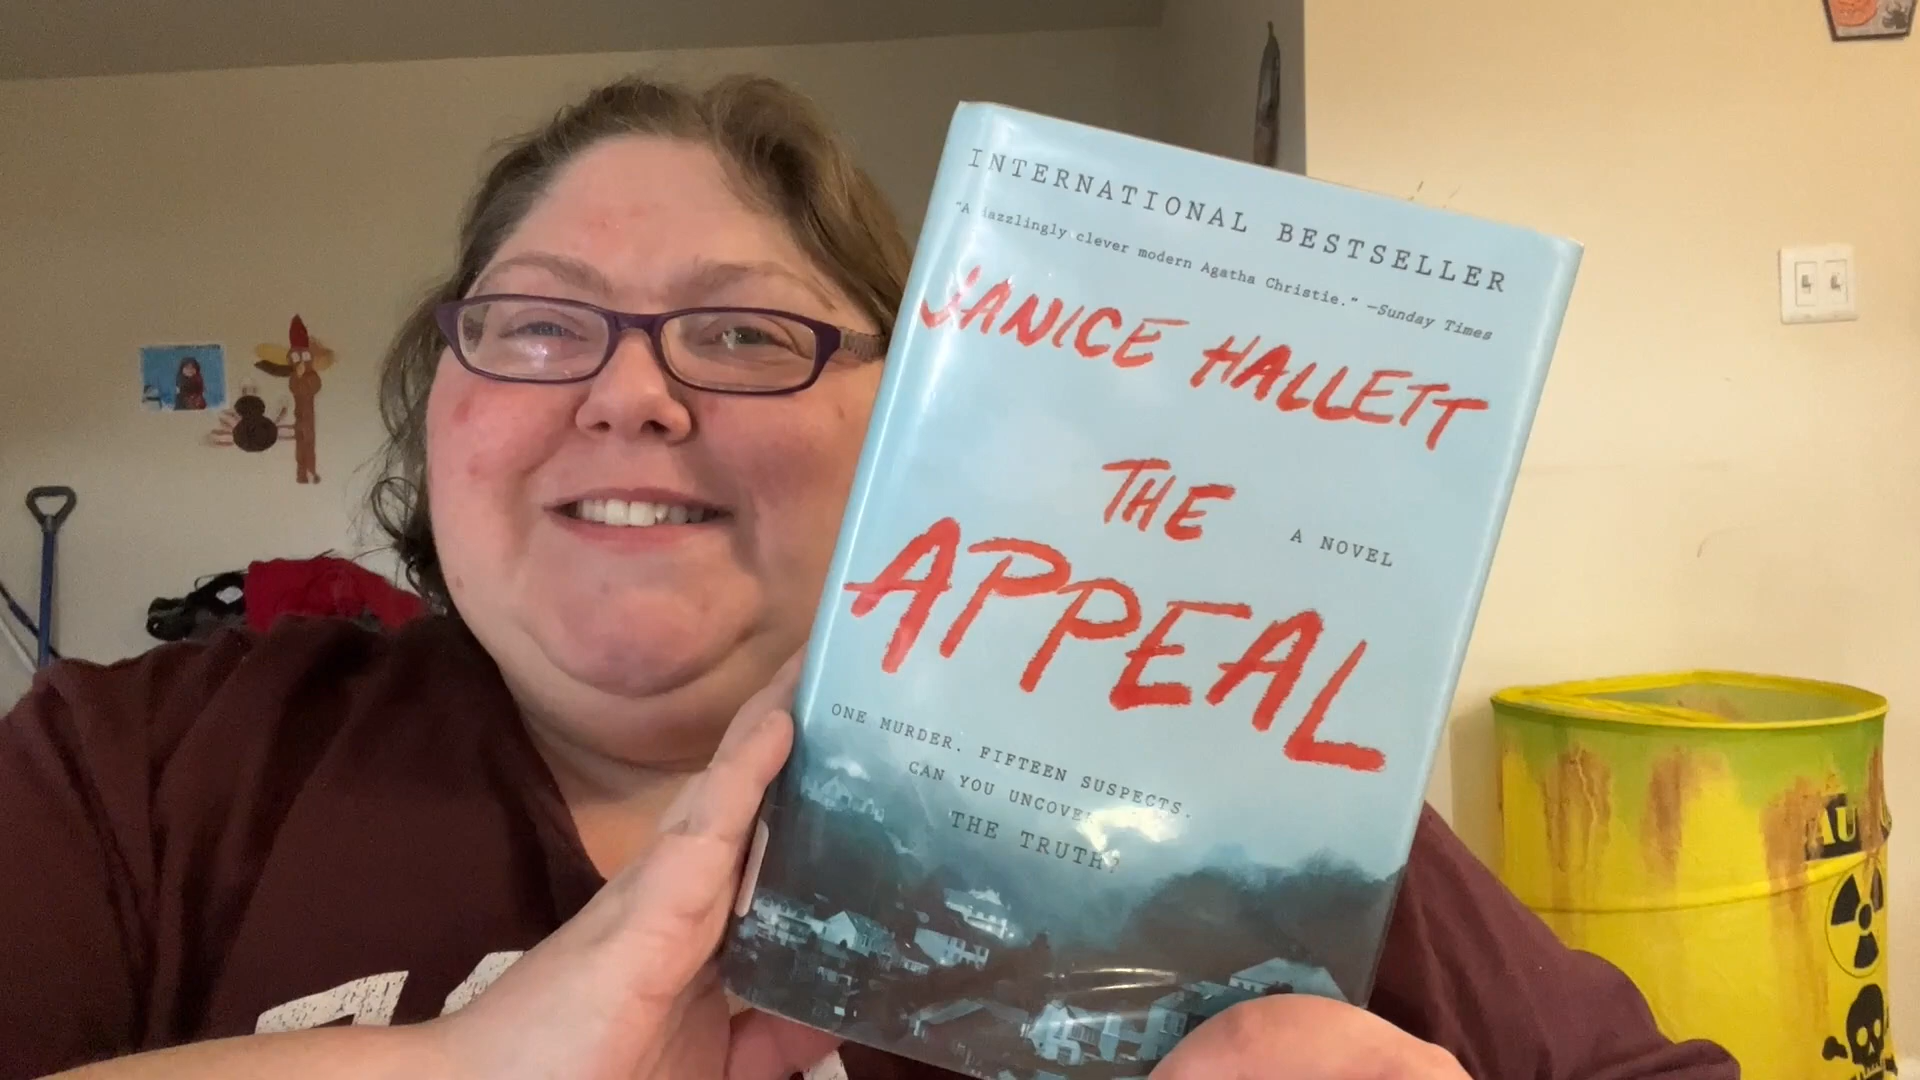 INTERNATIONAL BESTSELLER
"A dazzlingly clever modern Agatha Christie." —Sunday Times
JANICE HALLETT
THE
A NOVEL
APPEAL
ONE MURDER. FIFTEEN SUSPECTS.
CAN YOU UNCOVER
THE TRUTH?